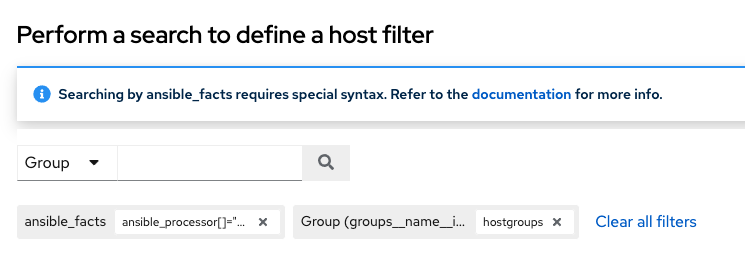 Perform a search to define a host filter
Searching by ansible_facts requires special syntax. Refer to the documentation for more info.
Group
ansible_facts ansible_processor[]="... Group (groups__name__i... hostgroups Clear all filters